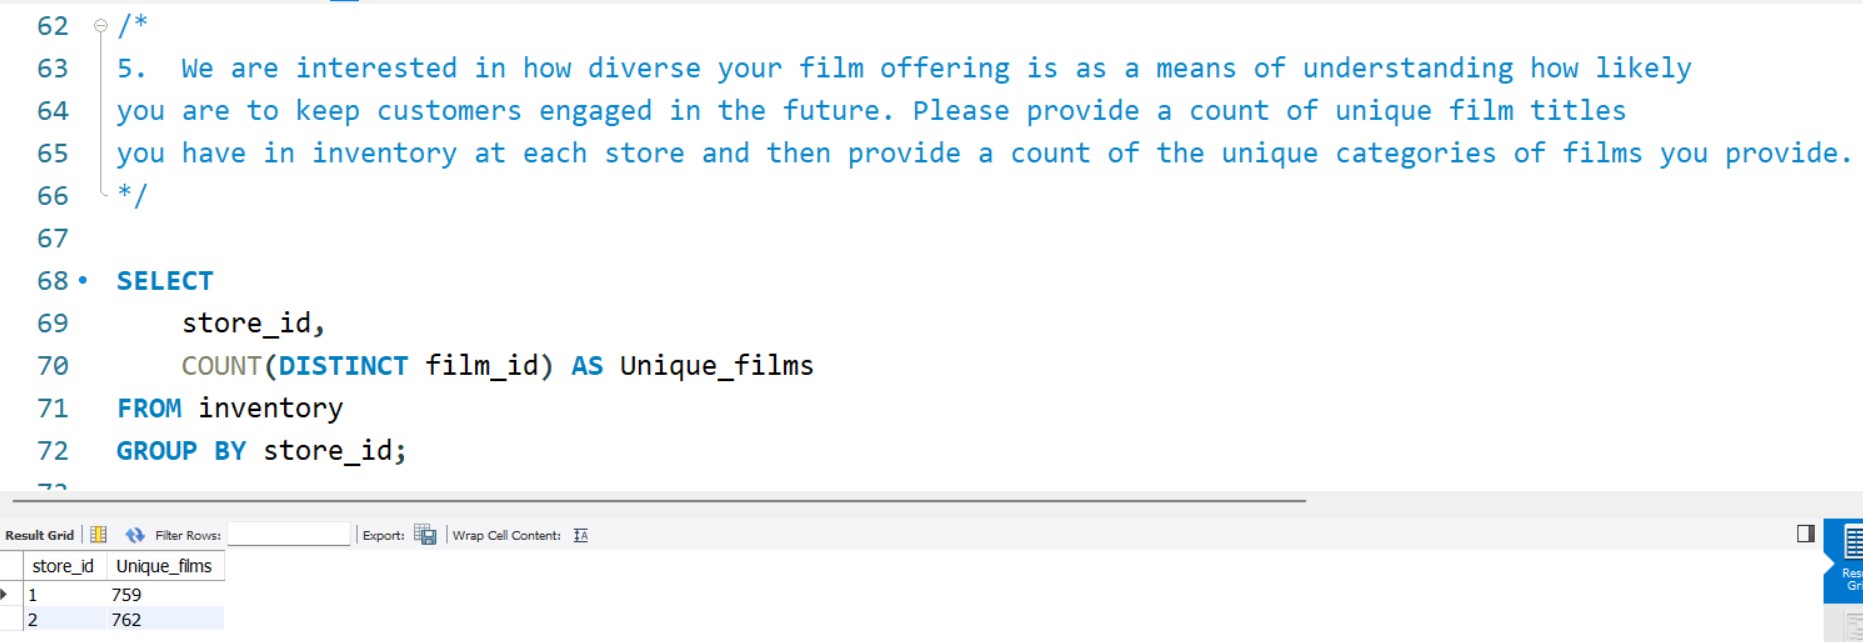 62 /*
63 5. We are interested in how diverse your film offering is as a means of understanding how likely
64 you are to keep customers engaged in the future. Please provide a count of unique film titles
65 you have in inventory at each store and then provide a count of the unique categories of films you provide.
66 */
67
68 SELECT
69 store_id,
70 COUNT(DISTINCT film_id) AS Unique_films
71 FROM inventory
72 GROUP BY store_id;
Result Grid Filter Rows: Export: Wrap Cell Content: IA
store_id Unique_films
1 759
2 762